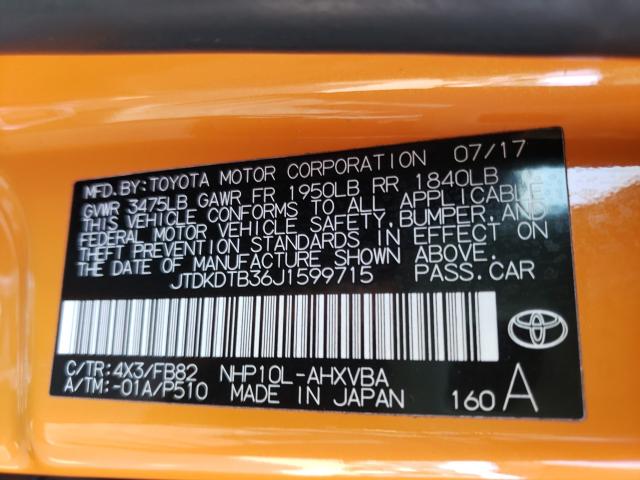 MFD. BY: TOYOTA MOTOR CORPORATION 07/17
GVWR 3475LB GAWR FR 1950LB RR 1840LB
THIS VEHICLE CONFORMS TO ALL APPLICABLE
FEDERAL MOTOR VEHICLE SAFETY, BUMPER, AND
THEFT PREVENTION STANDARDS IN EFFECT ON
THE DATE OF MANUFACTURE SHOWN ABOVE.
JTDKDTB36J1599715 PASS. CAR
C/TR: 4X3/FB82 NHP10L-AHXVBA
A/TM: -01A/P510 MADE IN JAPAN 160 A